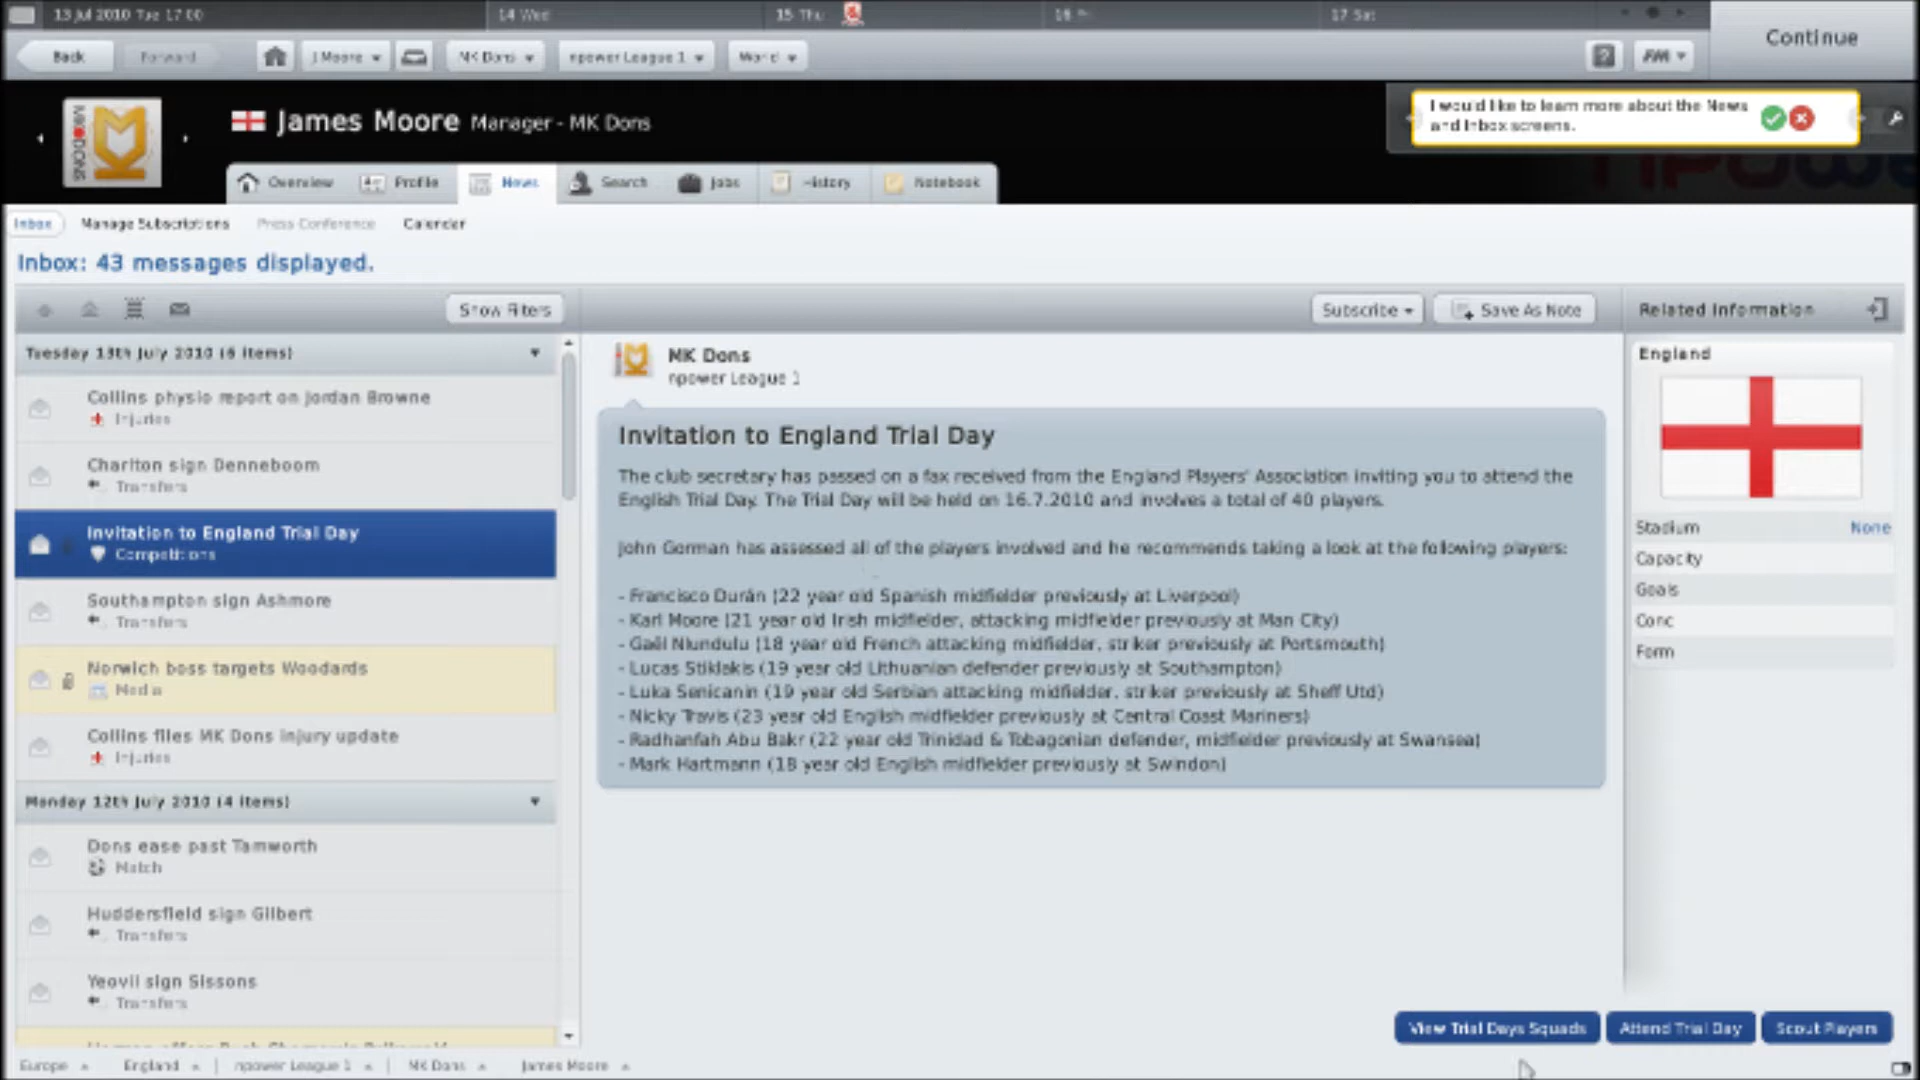 13 Jul 2010 Tue 17:00
14 Wed
15 Thu
16 Fri
17 Sat
Continue
Back
Forward
J Moore
MK Dons
npower League 1
World
FM
James Moore Manager - MK Dons
I would like to learn more about the News
and Inbox screens.
MK DONS
Overview
Profile
News
Search
Jobs
History
Notebook
Inbox
Manage Subscriptions
Press Conference
Calendar
Inbox: 43 messages displayed.
Show Filters
Subscribe
Save As Note
Related Information
Tuesday 13th July 2010 (6 items)
Collins physio report on Jordan Browne
Injuries
Charlton sign Denneboom
Transfers
Invitation to England Trial Day
Competitions
Southampton sign Ashmore
Transfers
Norwich boss targets Woodards
Media
Collins files MK Dons injury update
Injuries
Monday 12th July 2010 (4 items)
Dons ease past Tamworth
Match
Huddersfield sign Gilbert
Transfers
Yeovil sign Sissons
Transfers
MK Dons
npower League 1
Invitation to England Trial Day
The club secretary has passed on a fax received from the England Players' Association inviting you to attend the
English Trial Day. The Trial Day will be held on 16.7.2010 and involves a total of 40 players.
John Gorman has assessed all of the players involved and he recommends taking a look at the following players:
- Francisco Durán (22 year old Spanish midfielder previously at Liverpool)
- Karl Moore (21 year old Irish midfielder, attacking midfielder previously at Man City)
- Gaël Nlundulu (18 year old French attacking midfielder, striker previously at Portsmouth)
- Lucas Stiklakis (19 year old Lithuanian defender previously at Southampton)
- Luka Senicanin (19 year old Serbian attacking midfielder, striker previously at Sheff Utd)
- Nicky Travis (23 year old English midfielder previously at Central Coast Mariners)
- Radhanfah Abu Bakr (22 year old Trinidad & Tobagonian defender, midfielder previously at Swansea)
- Mark Hartmann (18 year old English midfielder previously at Swindon)
England
Stadium None
Capacity
Goals
Conc
Form
View Trial Days Squads
Attend Trial Day
Scout Players
Europe
England
npower League 1
MK Dons
James Moore